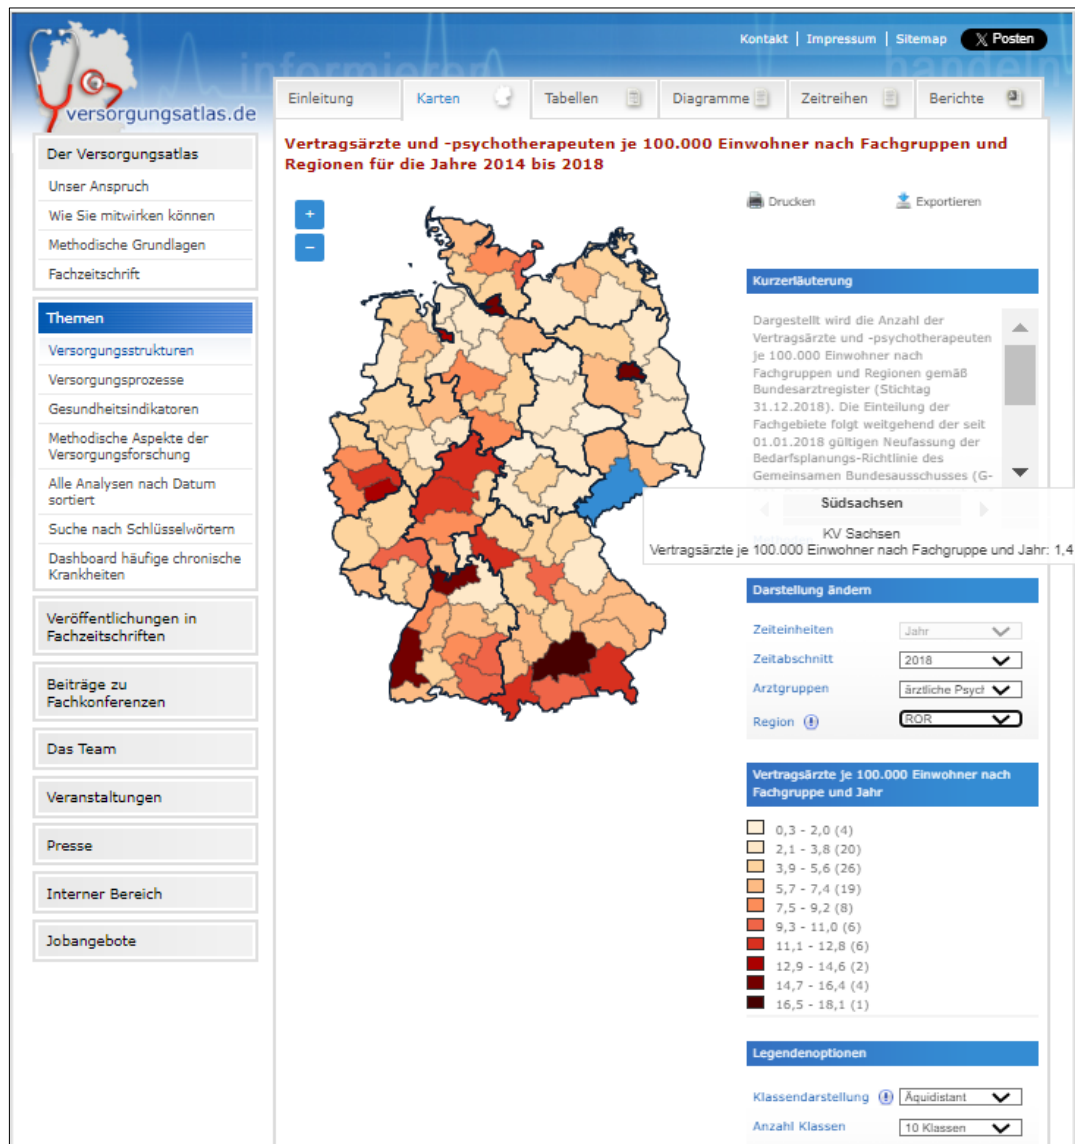 Kontakt | Impressum | Sitemap X Posten
informieren
handeln
versorgungsatlas.de
Einleitung Karten Tabellen Diagramme Zeitreihen Berichte
Der Versorgungsatlas
Unser Anspruch
Wie Sie mitwirken können
Methodische Grundlagen
Fachzeitschrift
Themen
Versorgungsstrukturen
Versorgungsprozesse
Gesundheitsindikatoren
Methodische Aspekte der
Versorgungsforschung
Alle Analysen nach Datum
sortiert
Suche nach Schlüsselwörtern
Dashboard häufige chronische
Krankheiten
Veröffentlichungen in
Fachzeitschriften
Beiträge zu
Fachkonferenzen
Das Team
Veranstaltungen
Presse
Interner Bereich
Jobangebote
Vertragsärzte und -psychotherapeuten je 100.000 Einwohner nach Fachgruppen und
Regionen für die Jahre 2014 bis 2018
+
−
Drucken Exportieren
Kurzerläuterung
Dargestellt wird die Anzahl der
Vertragsärzte und -psychotherapeuten
je 100.000 Einwohner nach
Fachgruppen und Regionen gemäß
Bundesarztregister (Stichtag
31.12.2018). Die Einteilung der
Fachgebiete folgt weitgehend der seit
01.01.2018 gültigen Neufassung der
Bedarfsplanungs-Richtlinie des
Gemeinsamen Bundesausschusses (G-
Südsachsen
KV Sachsen
Vertragsärzte je 100.000 Einwohner nach Fachgruppe und Jahr: 1,4
Darstellung ändern
Zeiteinheiten Jahr
Zeitabschnitt 2018
Arztgruppen ärztliche Psych
Region ROR
Vertragsärzte je 100.000 Einwohner nach
Fachgruppe und Jahr
0,3 - 2,0 (4)
2,1 - 3,8 (20)
3,9 - 5,6 (26)
5,7 - 7,4 (19)
7,5 - 9,2 (8)
9,3 - 11,0 (6)
11,1 - 12,8 (6)
12,9 - 14,6 (2)
14,7 - 16,4 (4)
16,5 - 18,1 (1)
Legendenoptionen
Klassendarstellung Äquidistant
Anzahl Klassen 10 Klassen